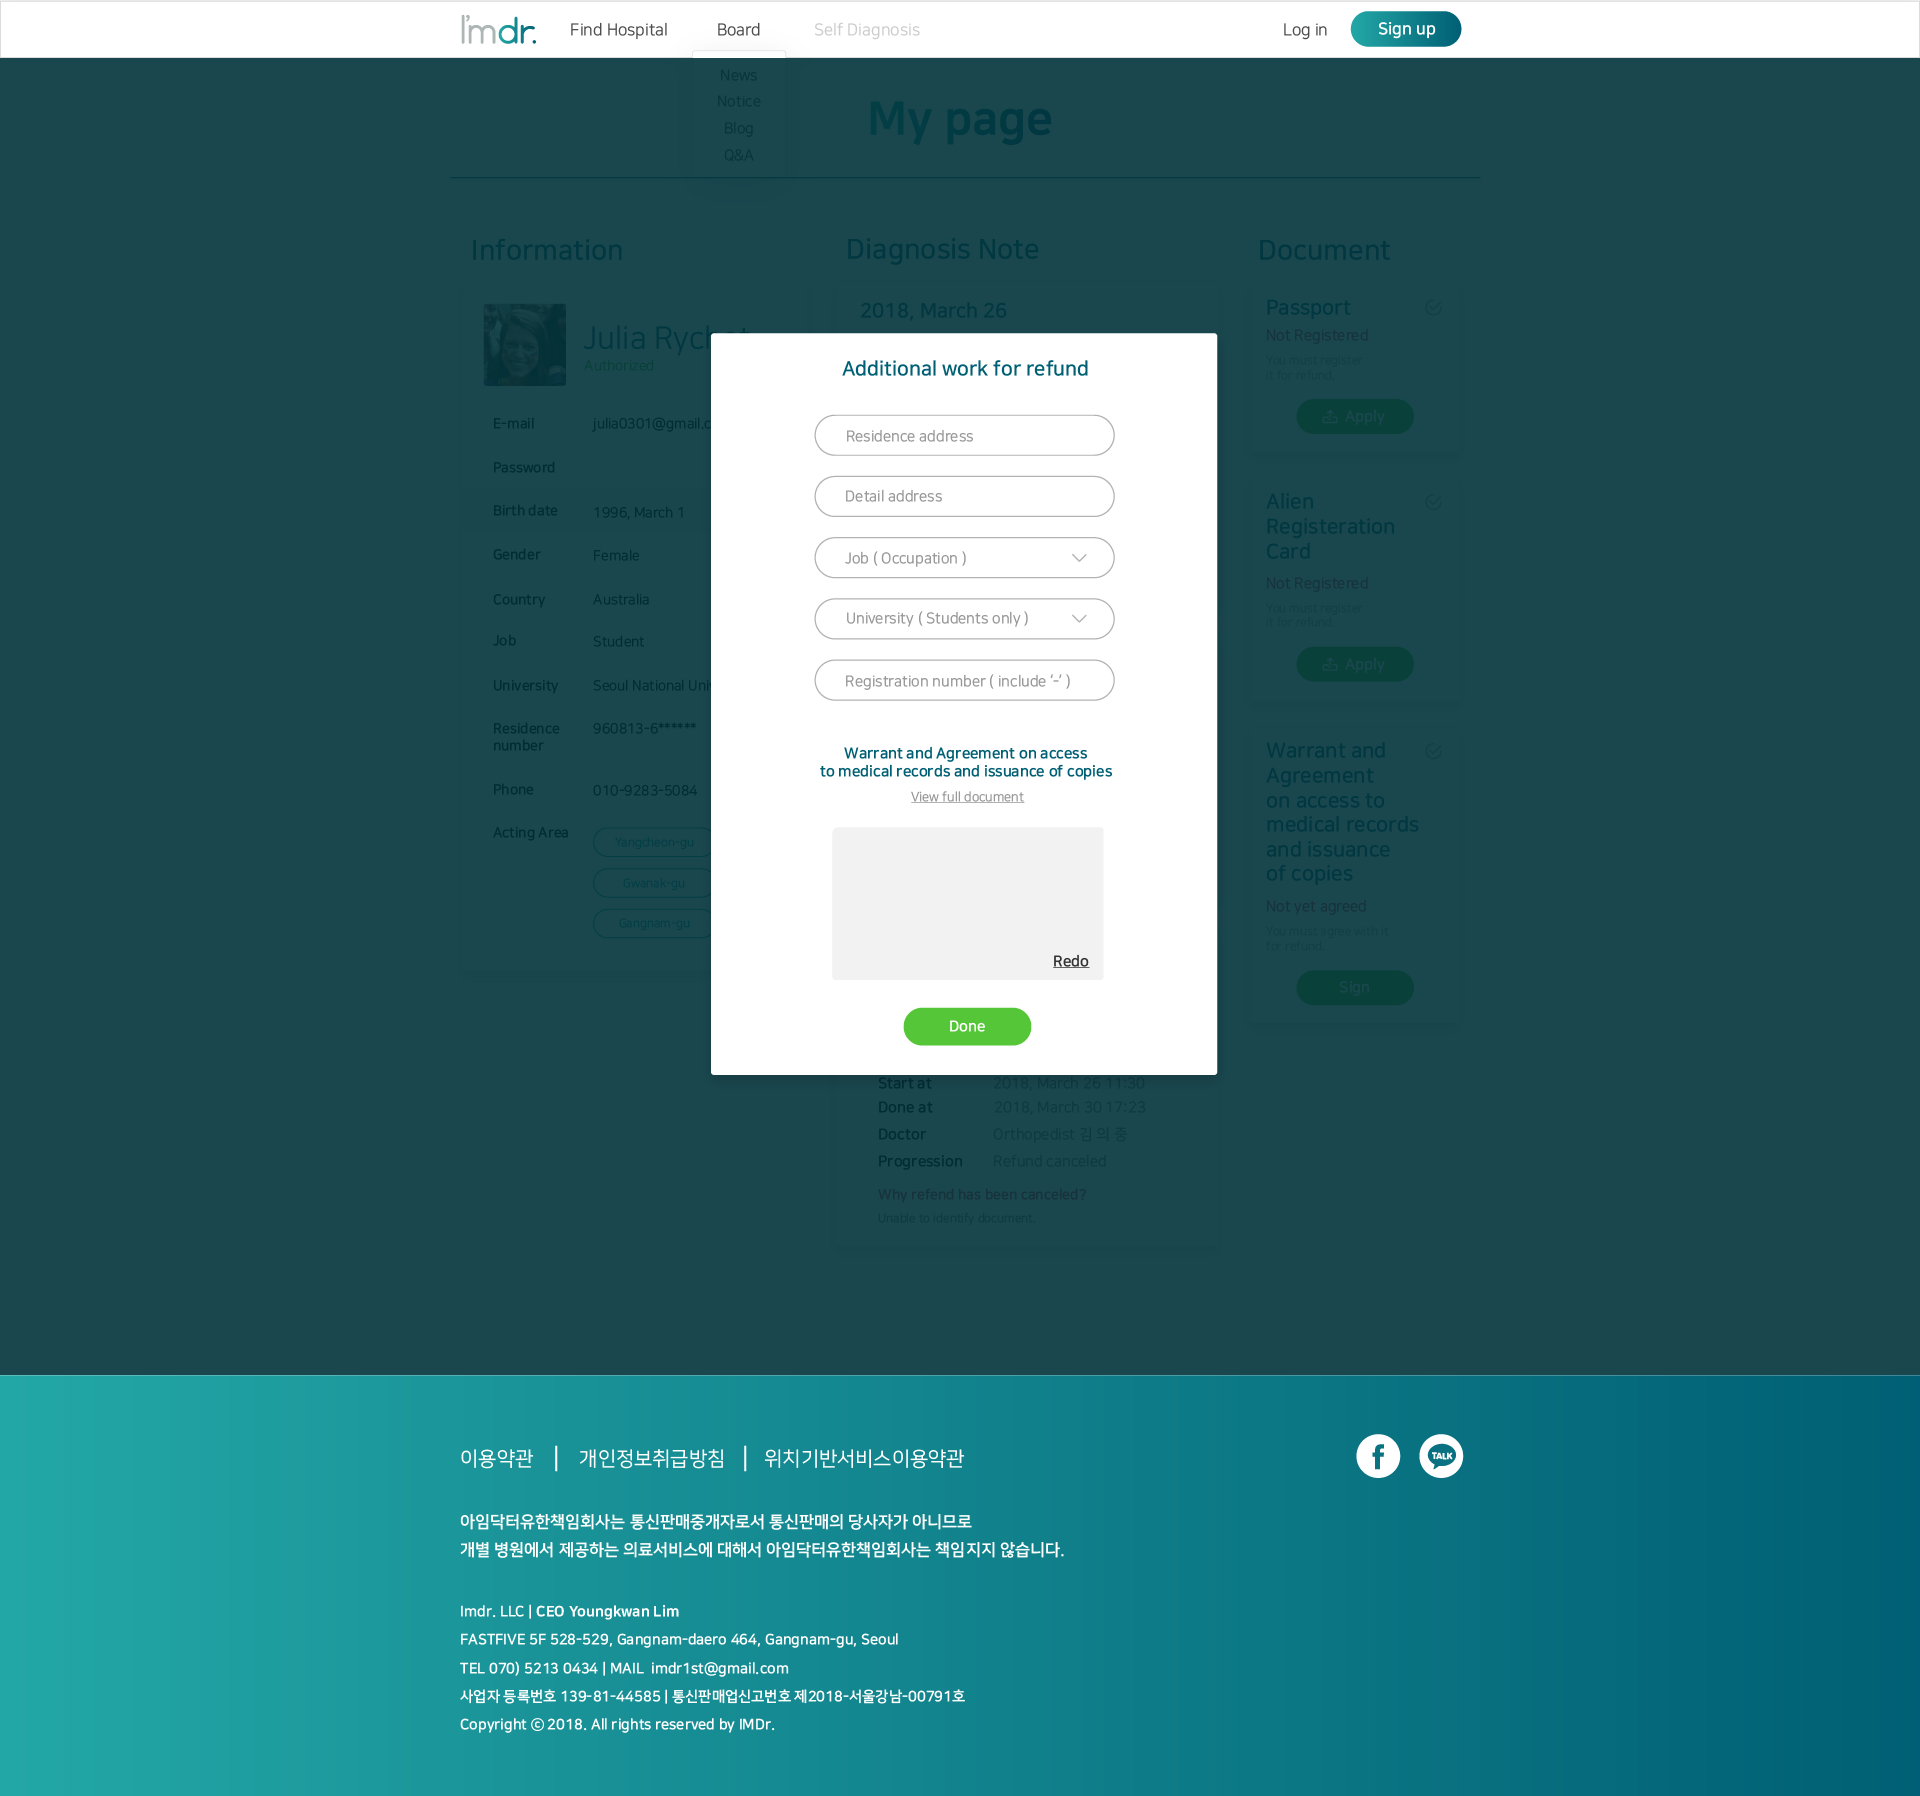 I'mdr.
Find Hospital
Board
Self Diagnosis
Log in
Sign up
News
Notice
Blog
Q&A
My page
Information
Julia
Authorized
E-mail
julia0301@gmail.c
Password
Birth date
1996, March 1
Gender
Female
Country
Australia
Job
Student
University
Seoul National
Residence
number
960813-6******
Phone
010-9283-5084
Acting Area
Yangcheon-gu
Gwanak-gu
Gangnam-gu
Diagnosis Note
2018, March 26
Additional work for refund
Residence address
Detail address
Job ( Occupation )
University ( Students only )
Registration number ( include '-' )
Warrant and Agreement on access
to medical records and issuance of copies
View full document
Redo
Done
Start at
2018, March 26 11:30
Done at
2018, March 30 17:23
Doctor
Orthopedist 김 의 중
Progression
Refund canceled
Why refend has been canceled?
Unable to identify document.
Document
Passport
Not Registered
You must register
it for refund.
Apply
Alien
Registeration
Card
Not Registered
You must register
it for refund.
Apply
Warrant and
Agreement
on access to
medical records
and issuance
of copies
Not yet agreed
You must agree with it
for refund.
Sign
이용약관 | 개인정보취급방침 | 위치기반서비스이용약관
TALK
아임닥터유한책임회사는 통신판매중개자로서 통신판매의 당사자가 아니므로
개별 병원에서 제공하는 의료서비스에 대해서 아임닥터유한책임회사는 책임지지 않습니다.
Imdr. LLC | CEO Youngkwan Lim
FASTFIVE 5F 528-529, Gangnam-daero 464, Gangnam-gu, Seoul
TEL 070) 5213 0434 | MAIL imdr1st@gmail.com
사업자 등록번호 139-81-44585 | 통신판매업신고번호 제2018-서울강남-00791호
Copyright ⓒ 2018. All rights reserved by IMDr.